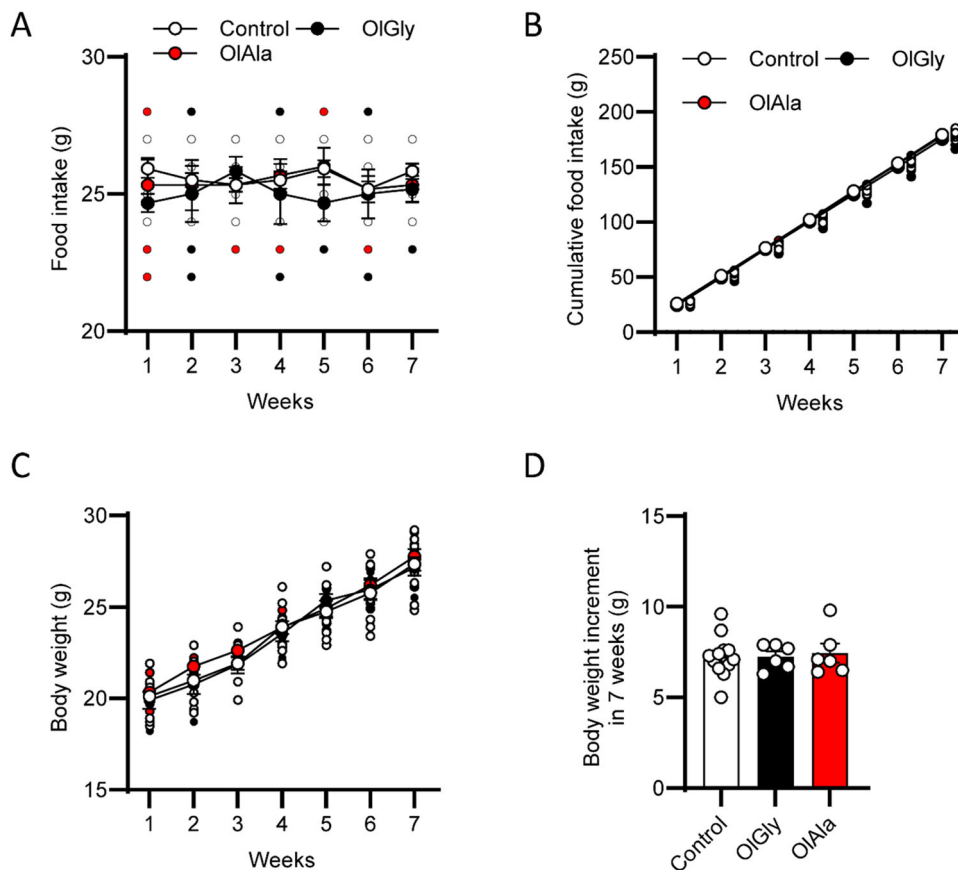 A
Control
OlGly
OlAla
Food intake (g)
30
25
20
1 2 3 4 5 6 7
Weeks
B
Control
OlGly
OlAla
Cumulative food intake (g)
250
200
150
100
50
0
1 2 3 4 5 6 7
Weeks
C
Body weight (g)
30
25
20
15
1 2 3 4 5 6 7
Weeks
D
Body weight increment
in 7 weeks (g)
15
10
5
0
Control
OlGly
OlAla